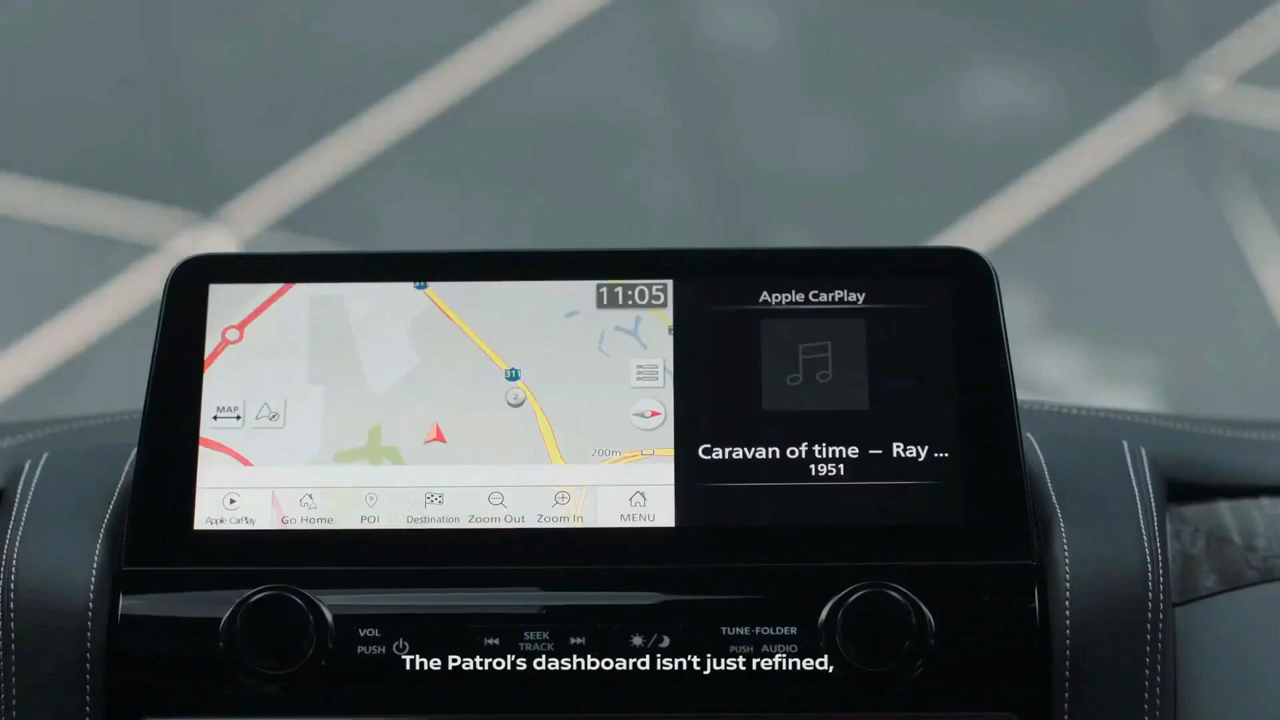 11:05
Apple CarPlay
311
2
MAP
200m
Caravan of time – Ray ...
1951
Apple CarPlay
Go Home
POI
Destination
Zoom Out
Zoom In
MENU
VOL
PUSH
SEEK
TRACK
TUNE·FOLDER
PUSH AUDIO
The Patrol's dashboard isn't just refined,